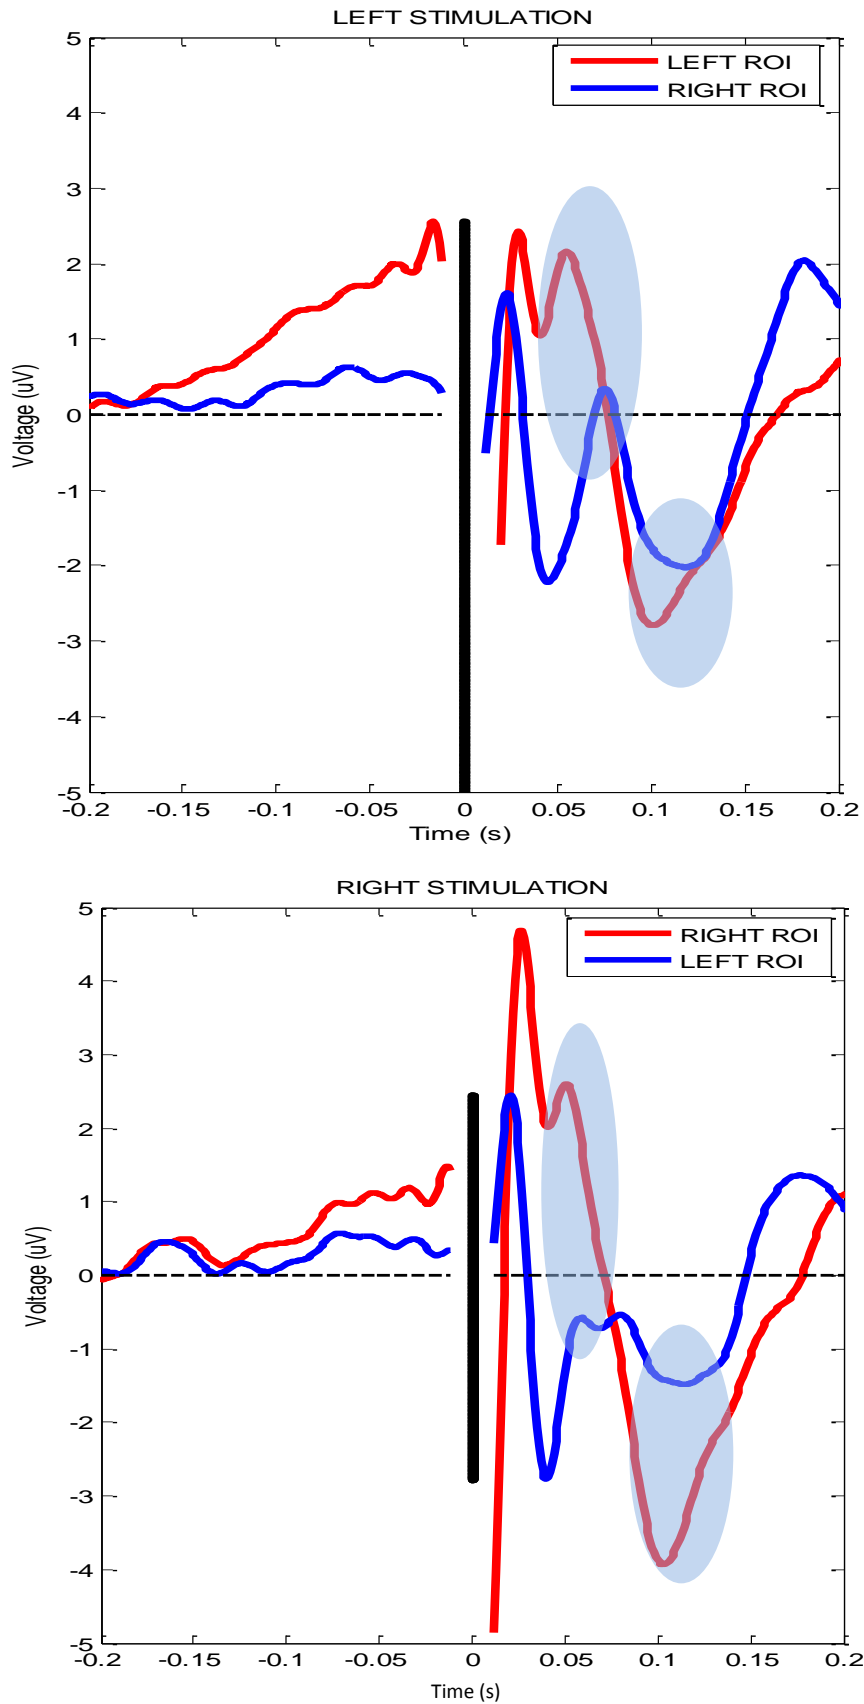 LEFT STIMULATION
5
LEFT ROI
RIGHT ROI
4
3
2
1
0
-1
-2
-3
-4
-5
Voltage (uV)
-0.2 -0.15 -0.1 -0.05 0 0.05 0.1 0.15 0.2
Time (s)
RIGHT STIMULATION
5
RIGHT ROI
LEFT ROI
4
3
2
1
0
-1
-2
-3
-4
-5
Voltage (uV)
-0.2 -0.15 -0.1 -0.05 0 0.05 0.1 0.15 0.2
Time (s)